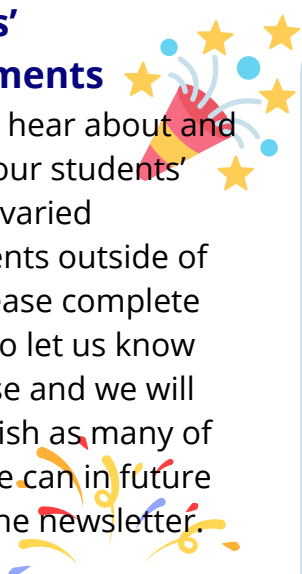 s’
ments
hear about and
our students’
varied
ents outside of
ease complete
o let us know
se and we will
ish as many of
e can in future
he newsletter.